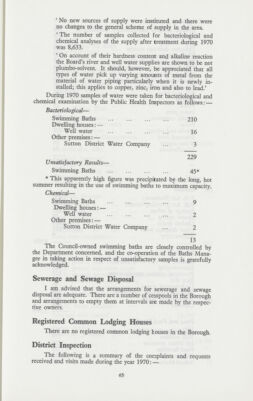 ' No new sources of supply were instituted and there were
no changes to the general scheme of supply in the area.
' The number of samples collected for bacteriological and
chemical analyses of the supply after treatment during 1970
was 8,633.
' On account of their hardness content and alkaline reaction
the Board's river and well water supplies are shown to be not
plumbo-solvent. It should, however, be appreciated that all
types of water pick up varying amounts of metal from the
material of water piping particularly when it is newly in-
stalled; this applies to copper, zinc, iron and also to lead.'
During 1970 samples of water were taken for bacteriological and
chemical examination by the Public Health Inspectors as follows:—
Bacteriological—
Swimming Baths ... ... ... ... 210
Dwelling houses:—
Well water ... ... ... 16
Other premises:—
Sutton District Water Company ... 3
229
Unsatisfactory Results—
Swimming Baths ... ... ... ... 45*
* This apparently high figure was precipitated by the long, hot
summer resulting in the use of swimming baths to maximum capacity.
Chemical—
Swimming Baths ... ... ... ... 9
Dwelling houses:—
Well water ... ... ... 2
Other premises:—
Sutton District Water Company ... 2
13
The Council-owned swimming baths are closely controlled by
the Department concerned, and the co-operation of the Baths Mana-
ger in taking action in respect of unsatisfactory samples is gratefully
acknowledged.
Sewerage and Sewage Disposal
I am advised that the arrangements for sewerage and sewage
disposal are adequate. There are a number of cesspools in the Borough
and arrangements to empty them at intervals are made by the respec-
tive owners.
Registered Common Lodging Houses
There are no registered common lodging houses in the Borough.
District Inspection
The following is a summary of the complaints and requests
received and visits made during the year 1970:—